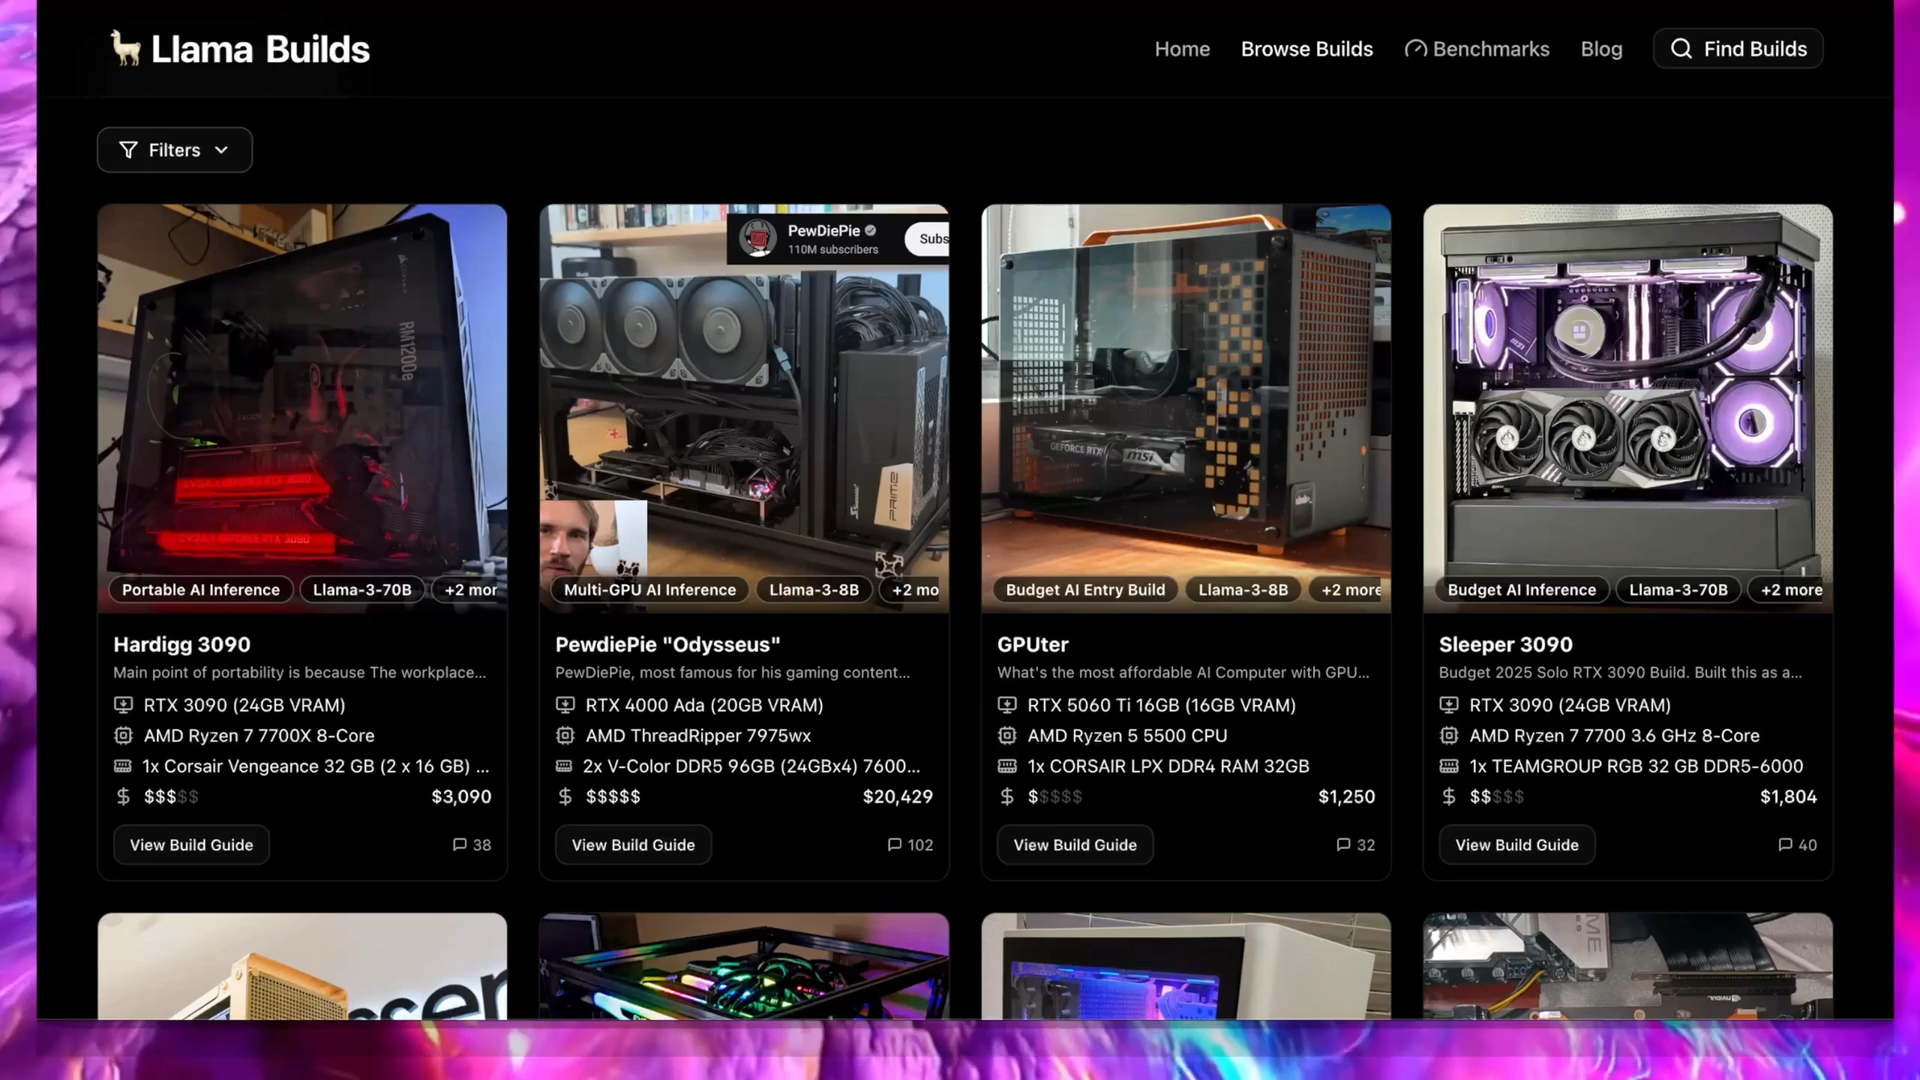 Llama Builds
Home
Browse Builds
Benchmarks
Blog
Find Builds
Filters
RM1200e
PewDiePie
110M subscribers
Subs
GEFORCE RTX
msi
PRIME
Portable AI Inference
Llama-3-70B
+2 mor
Multi-GPU AI Inference
Llama-3-8B
+2 mo
Budget AI Entry Build
Llama-3-8B
+2 more
Budget AI Inference
Llama-3-70B
+2 more
Hardigg 3090
Main point of portability is because The workplace...
RTX 3090 (24GB VRAM)
AMD Ryzen 7 7700X 8-Core
1x Corsair Vengeance 32 GB (2 x 16 GB) ...
$ $$$$$
$3,090
View Build Guide
38
PewdiePie "Odysseus"
PewDiePie, most famous for his gaming content...
RTX 4000 Ada (20GB VRAM)
AMD ThreadRipper 7975wx
2x V-Color DDR5 96GB (24GBx4) 7600...
$ $$$$$
$20,429
View Build Guide
102
GPUter
What's the most affordable AI Computer with GPU...
RTX 5060 Ti 16GB (16GB VRAM)
AMD Ryzen 5 5500 CPU
1x CORSAIR LPX DDR4 RAM 32GB
$ $$$$$
$1,250
View Build Guide
32
Sleeper 3090
Budget 2025 Solo RTX 3090 Build. Built this as a...
RTX 3090 (24GB VRAM)
AMD Ryzen 7 7700 3.6 GHz 8-Core
1x TEAMGROUP RGB 32 GB DDR5-6000
$ $$$$$
$1,804
View Build Guide
40